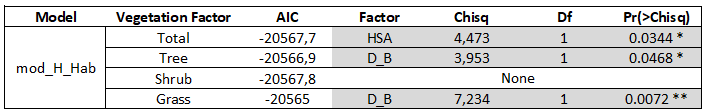 Model Vegetation Factor AIC Factor Chisq Df Pr(>Chisq)
mod_H_Hab
Total -20567,7 HSA 4,473 1 0.0344 *
Tree -20566,9 D_B 3,953 1 0.0468 *
Shrub -20567,8 None
Grass -20565 D_B 7,234 1 0.0072 **